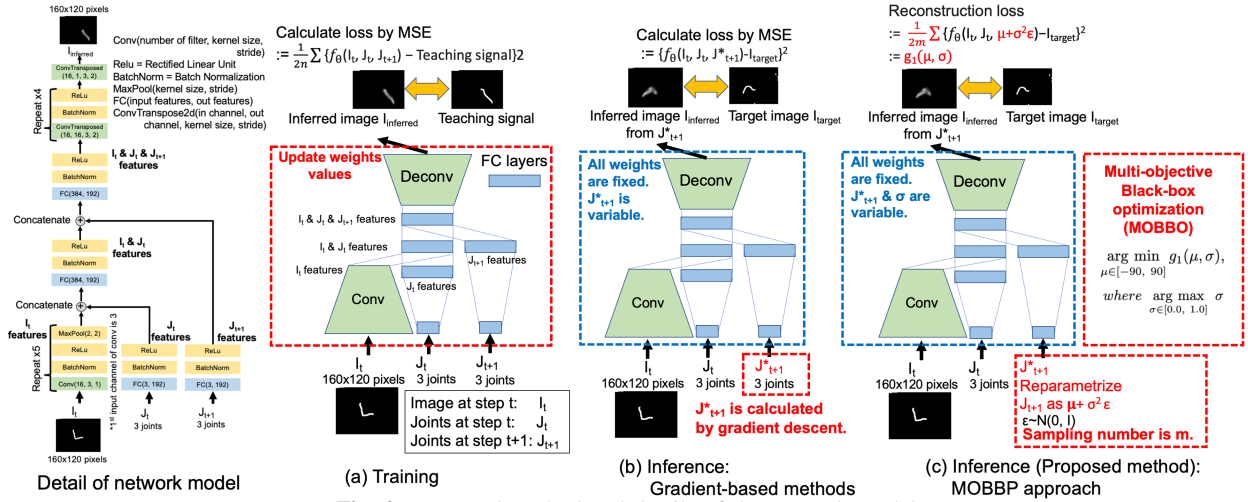 160x120 pixels
I_inferred
ConvTransposed
(16, 1, 3, 2)
Repeat x4
ReLu
BatchNorm
ConvTransposed
(16, 16, 3, 2)
I_t & J_t & J_t+1
features
ReLu
BatchNorm
FC(384, 192)
Concatenate
I_t & J_t
features
ReLu
BatchNorm
FC(384, 192)
Concatenate
I_t
features
Repeat x5
MaxPool(2, 2)
ReLu
BatchNorm
Conv(16, 3, 1)
*1st input channel of conv is 3
J_t
features
ReLu
BatchNorm
FC(3, 192)
J_t+1
features
ReLu
BatchNorm
FC(3, 192)
I_t
J_t
3 joints
J_t+1
3 joints
160x120 pixels
Detail of network model
Conv(number of filter, kernel size,
stride)
Relu = Rectified Linear Unit
BatchNorm = Batch Normalization
MaxPool(kernel size, stride)
FC(input features, out features)
ConvTranspose2d(in channel, out
channel, kernel size, stride)
Calculate loss by MSE
:= 1/2n ∑ {f_θ(I_t, J_t, J_t+1) − Teaching signal}2
Inferred image I_inferred
Teaching signal
Update weights
values
FC layers
Deconv
I_t & J_t & J_t+1 features
I_t & J_t features
J_t+1 features
I_t features
J_t features
Conv
I_t
J_t
J_t+1
160x120 pixels
3 joints
3 joints
Image at step t: I_t
Joints at step t: J_t
Joints at step t+1: J_t+1
(a) Training
Calculate loss by MSE
:= {f_θ(I_t, J_t, J*_t+1)-I_target}²
Inferred image I_inferred
from J*_t+1
Target image I_target
All weights
are fixed.
J*_t+1 is
variable.
Deconv
Conv
I_t
J_t
J*_t+1
160x120 pixels
3 joints
3 joints
J*_t+1 is calculated
by gradient descent.
(b) Inference:
Gradient-based methods
Reconstruction loss
:= 1/2m ∑ {f_θ(I_t, J_t, μ+σ²ε)-I_target}²
:= g₁(μ, σ)
Inferred image I_inferred
from J*_t+1
Target image I_target
All weights
are fixed.
J*_t+1 & σ are
variable.
Deconv
Conv
I_t
J_t
J*_t+1
160x120 pixels
3 joints
Reparametrize
J_t+1 as μ+ σ² ε
ε~N(0, I)
Sampling number is m.
Multi-objective
Black-box
optimization
(MOBBO)
arg min g₁(μ, σ),
μ∈[−90, 90]
where arg max σ
σ∈[0.0, 1.0]
(c) Inference (Proposed method):
MOBBP approach